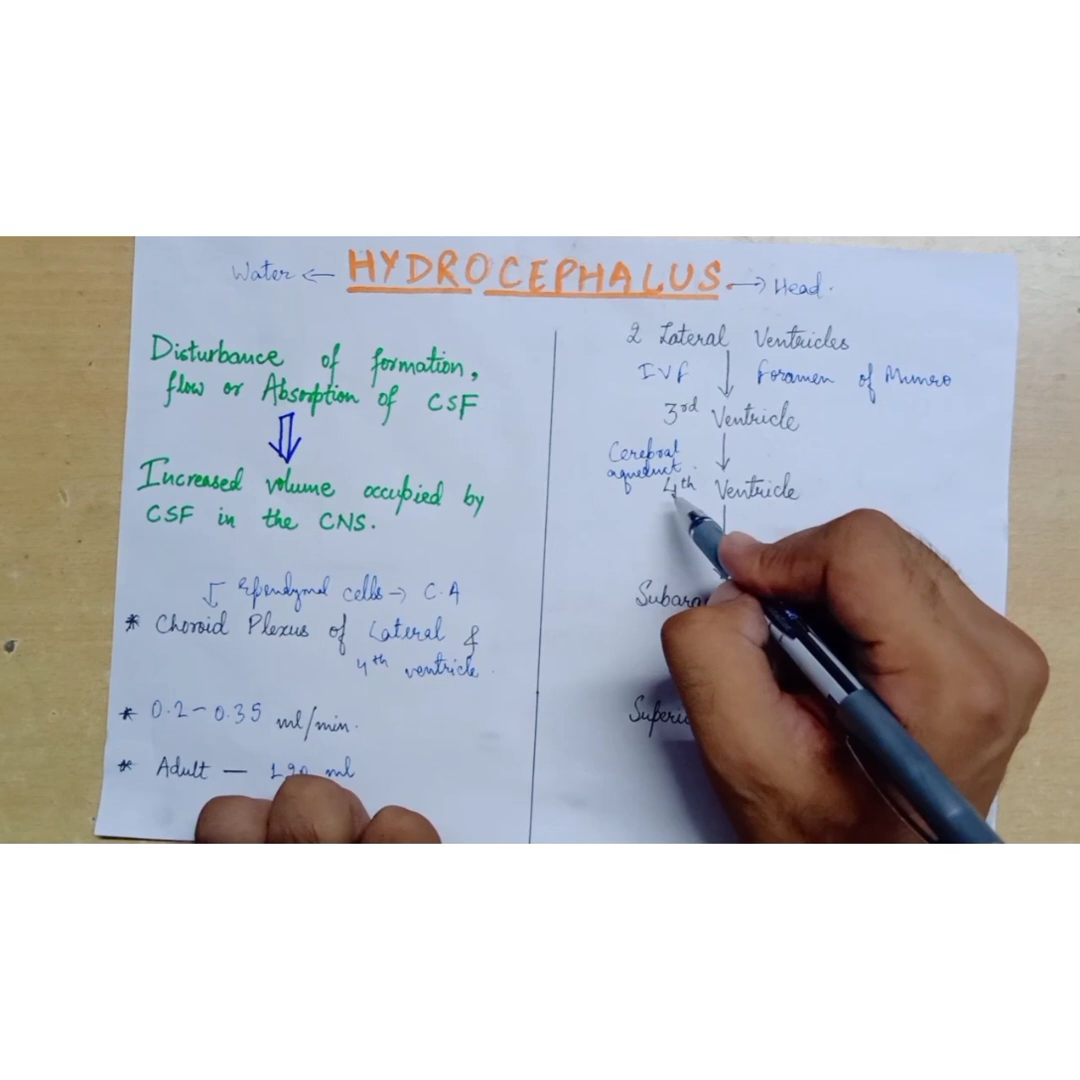 Water ← HYDROCEPHALUS. → Head.
Disturbance of formation,
flow or Absorption of CSF
Increased volume occupied by
CSF in the CNS.
Ependymal cells → C.A
* Choroid Plexus of Lateral &
4th ventricle.
* 0.2 - 0.35 ml/min.
* Adult — ml
2 Lateral Ventricles
IVF Foramen of Munro
3rd Ventricle
Cerebral
aqueduct.
4th Ventricle